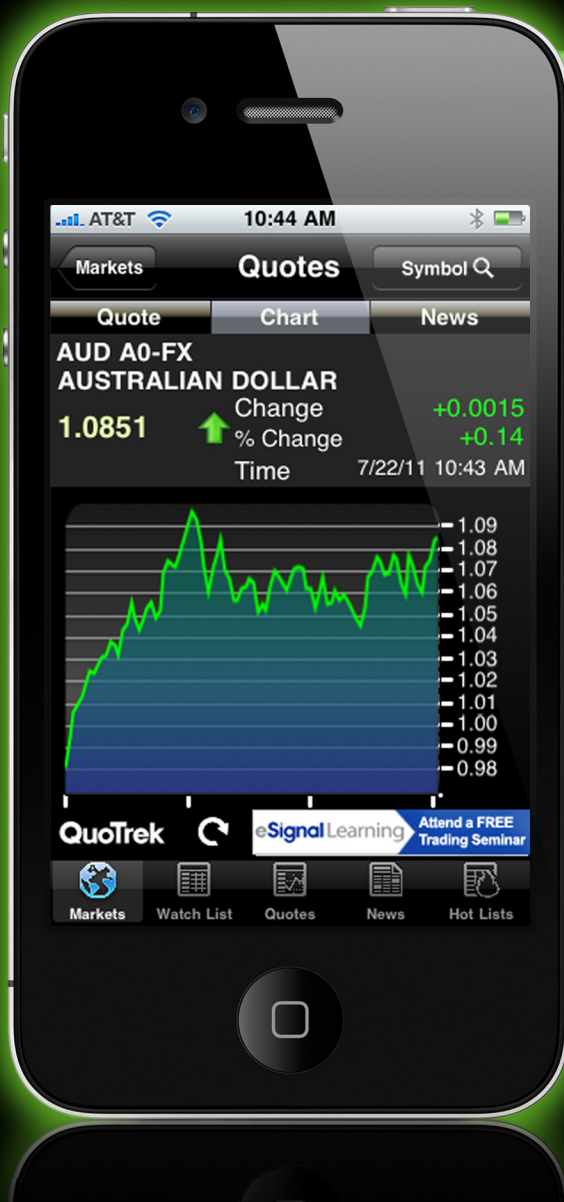 AT&T 10:44 AM
Markets Quotes Symbol
Quote Chart News
AUD A0-FX
AUSTRALIAN DOLLAR
1.0851
Change +0.0015
% Change +0.14
Time 7/22/11 10:43 AM
1.09
1.08
1.07
1.06
1.05
1.04
1.03
1.02
1.01
1.00
0.99
0.98
QuoTrek
eSignal Learning
Attend a FREE
Trading Seminar
Markets Watch List Quotes News Hot Lists